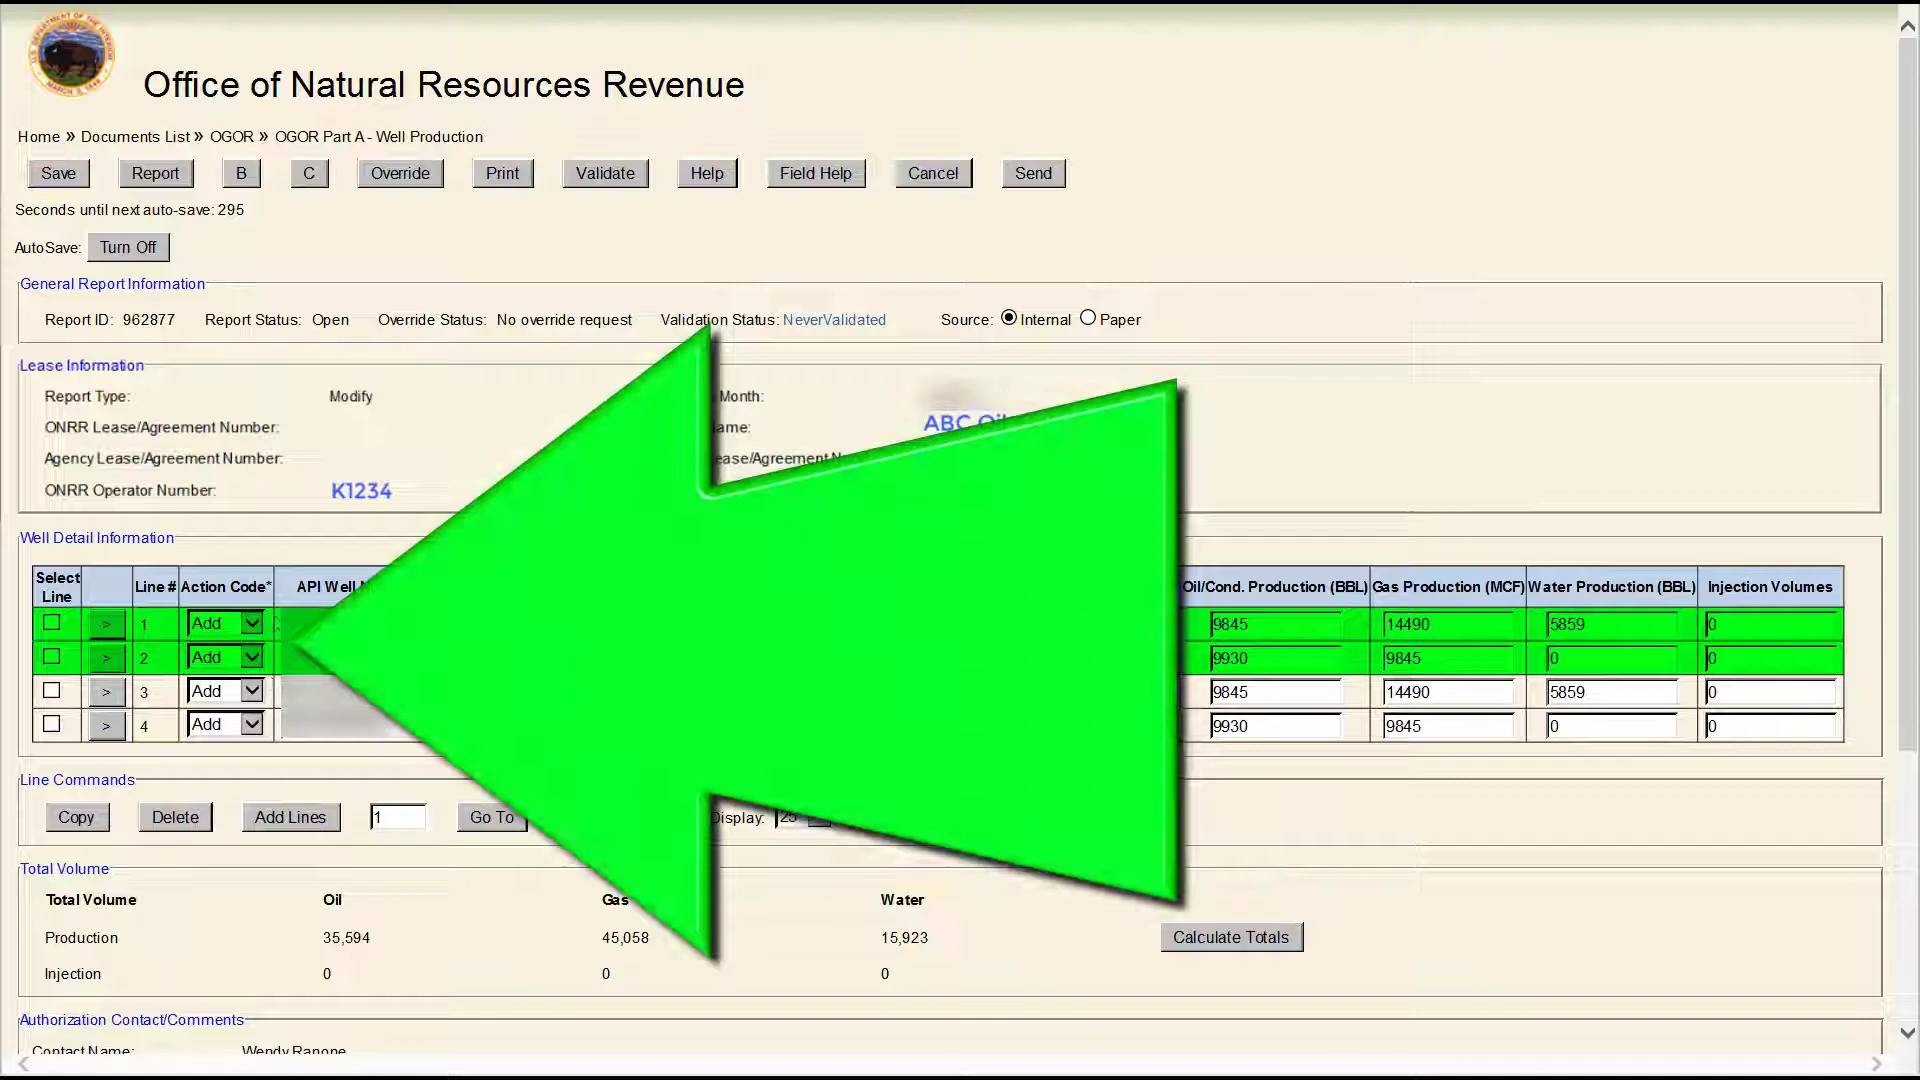 Office of Natural Resources Revenue
Home » Documents List » OGOR » OGOR Part A - Well Production
Save Report B C Override Print Validate Help Field Help Cancel Send
Seconds until next auto-save: 295
AutoSave: Turn Off
General Report Information
Report ID: 962877 Report Status: Open Override Status: No override request Validation Status: NeverValidated Source: Internal Paper
Lease Information
Report Type: Modify Month:
ONRR Lease/Agreement Number: ABC Oil
Agency Lease/Agreement Number:
ONRR Operator Number: K1234
Well Detail Information
Select Line Line # Action Code* API Well Oil/Cond. Production (BBL) Gas Production (MCF) Water Production (BBL) Injection Volumes
> 1 Add 9845 14490 5859 0
> 2 Add 9930 9845 0 0
> 3 Add 9845 14490 5859 0
> 4 Add 9930 9845 0 0
Line Commands
Copy Delete Add Lines 1 Go To Display: 25
Total Volume
Total Volume Oil Gas Water
Production 35,594 45,058 15,923 Calculate Totals
Injection 0 0 0
Authorization Contact/Comments
Contact Name: Wendy Ranone